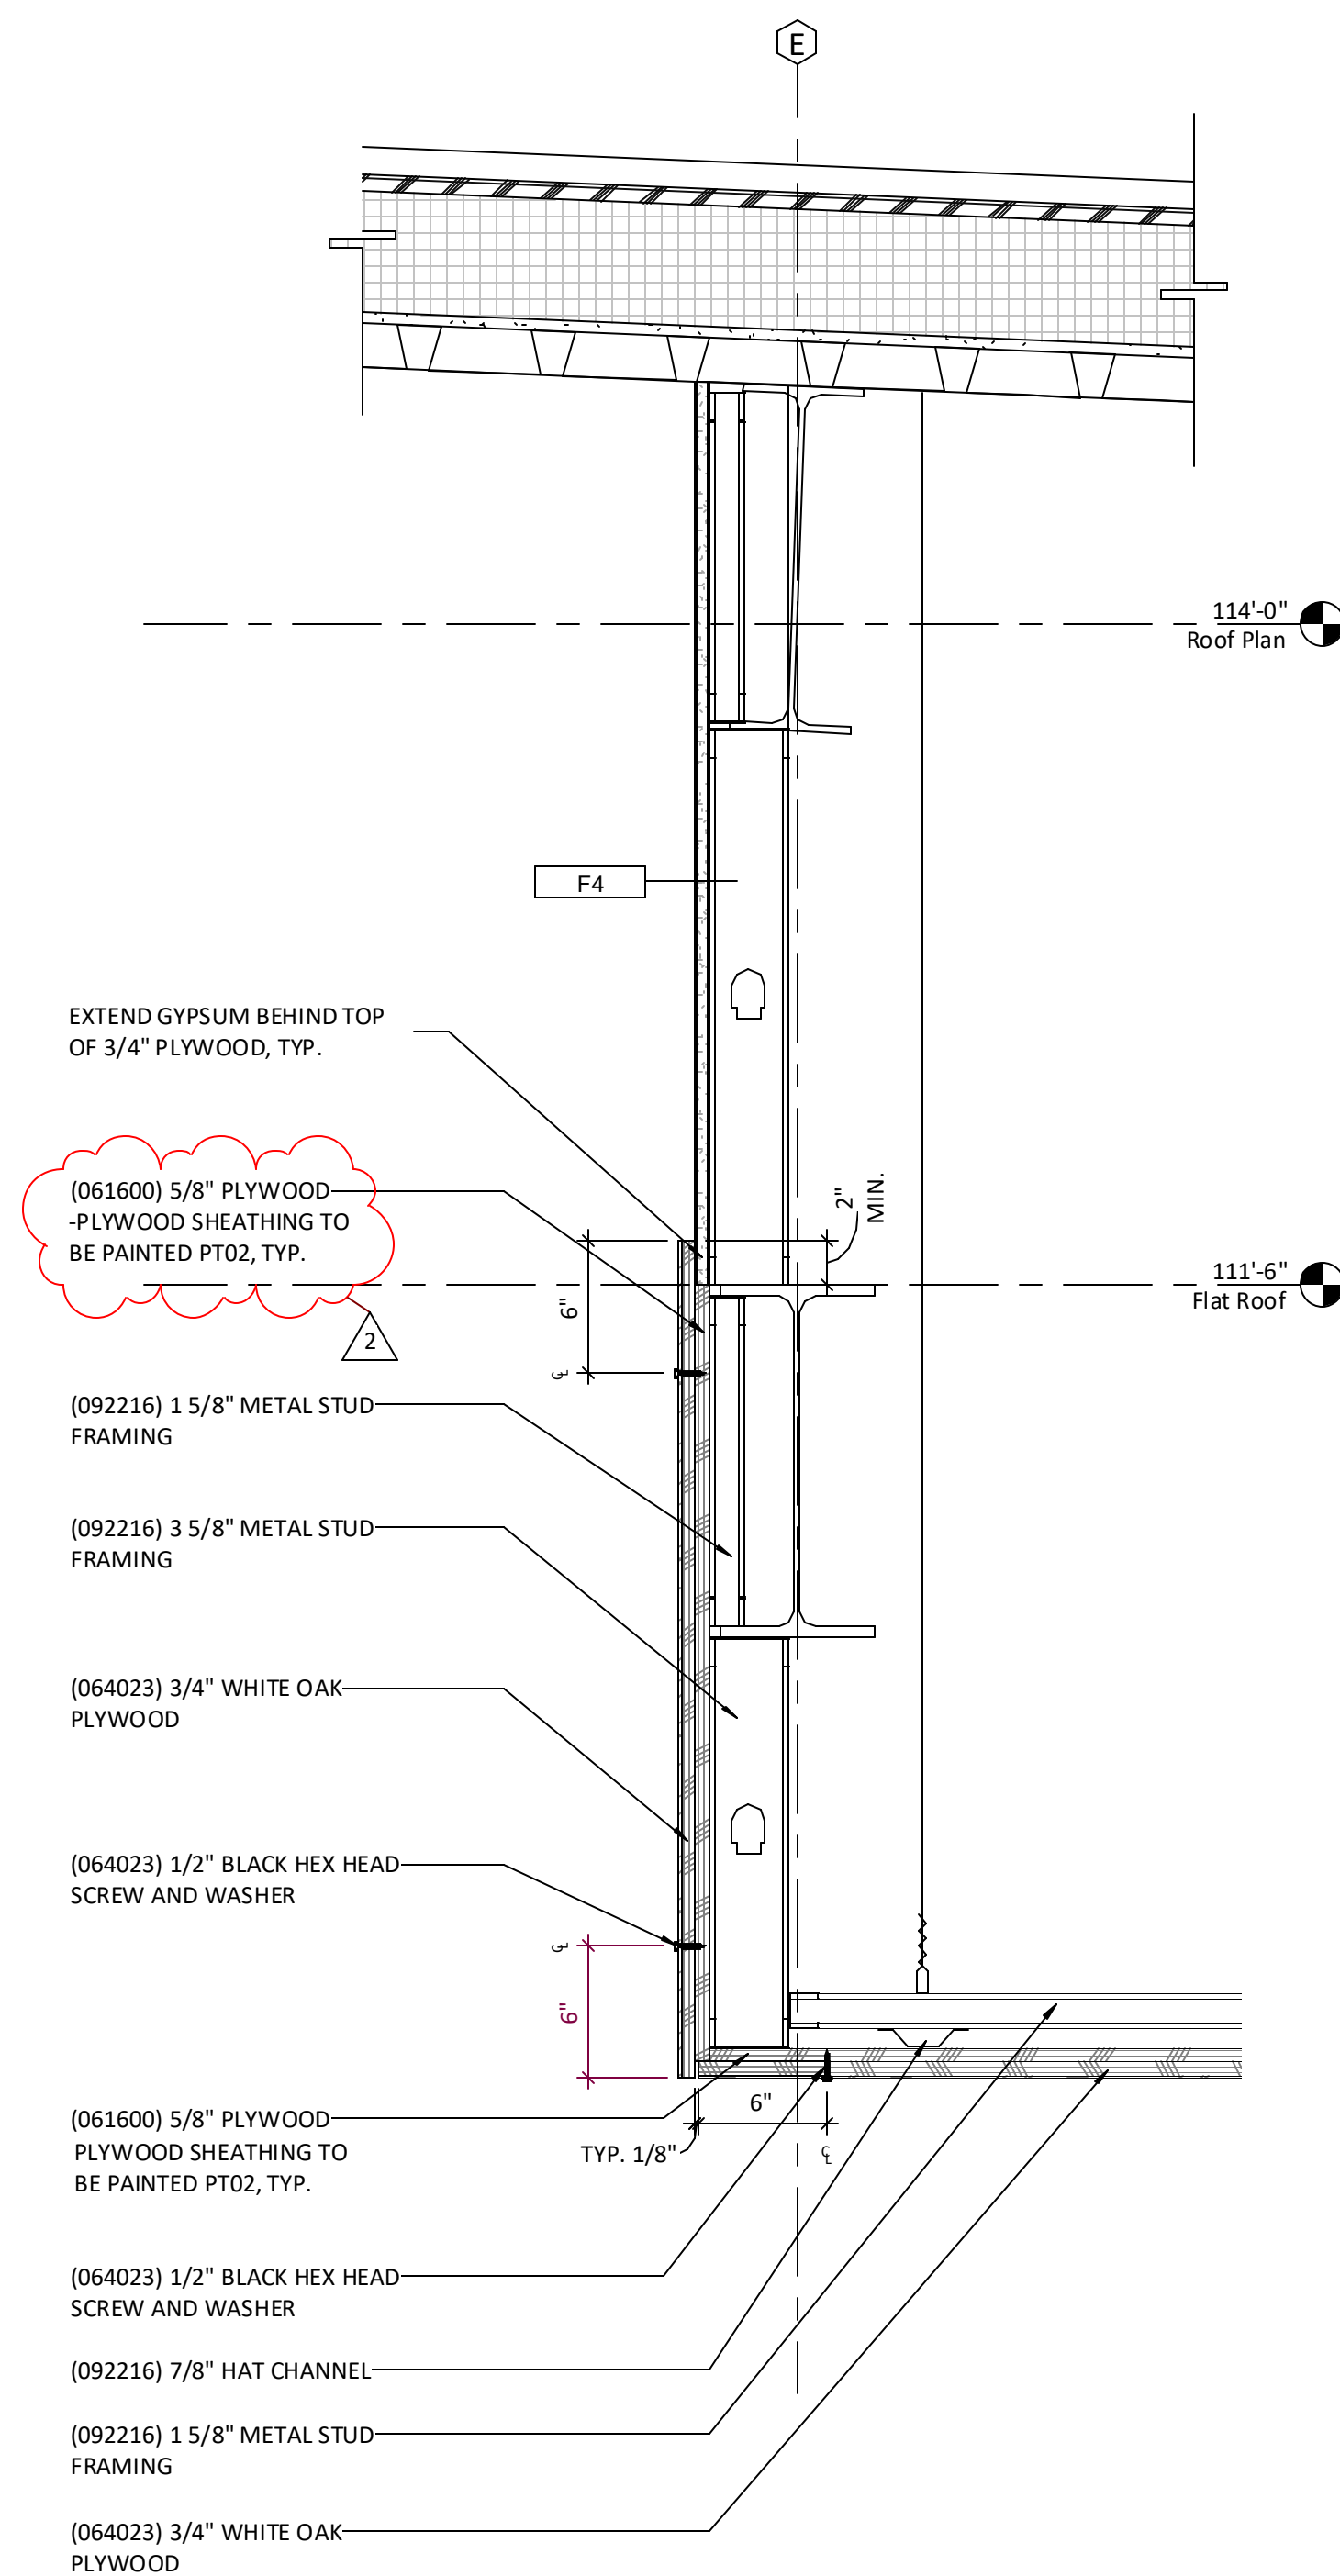 E
114'-0"
Roof Plan
F4
EXTEND GYPSUM BEHIND TOP
OF 3/4" PLYWOOD, TYP.
(061600) 5/8" PLYWOOD
-PLYWOOD SHEATHING TO
BE PAINTED PT02, TYP.
2
2"
MIN.
111'-6"
Flat Roof
6"
CL
(092216) 1 5/8" METAL STUD
FRAMING
(092216) 3 5/8" METAL STUD
FRAMING
(064023) 3/4" WHITE OAK
PLYWOOD
(064023) 1/2" BLACK HEX HEAD
SCREW AND WASHER
CL
6"
(061600) 5/8" PLYWOOD
PLYWOOD SHEATHING TO
BE PAINTED PT02, TYP.
6"
TYP. 1/8"
CL
(064023) 1/2" BLACK HEX HEAD
SCREW AND WASHER
(092216) 7/8" HAT CHANNEL
(092216) 1 5/8" METAL STUD
FRAMING
(064023) 3/4" WHITE OAK
PLYWOOD